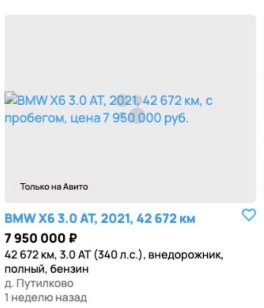 BMW X6 3.0 AT, 2021, 42 672 км, с
пробегом, цена 7 950 000 руб.
Только на Авито
BMW X6 3.0 AT, 2021, 42 672 км
7 950 000 ₽
42 672 км, 3.0 AT (340 л.с.), внедорожник,
полный, бензин
д. Путилково
1 неделю назад